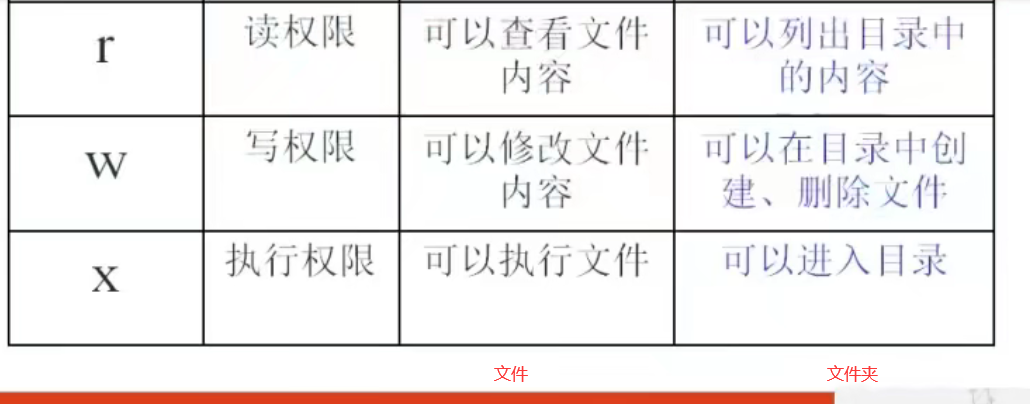 r 读权限 可以查看文件 可以列出目录中
内容 的内容
w 写权限 可以修改文件 可以在目录中创
内容 建、删除文件
x 执行权限 可以执行文件 可以进入目录
文件 文件夹